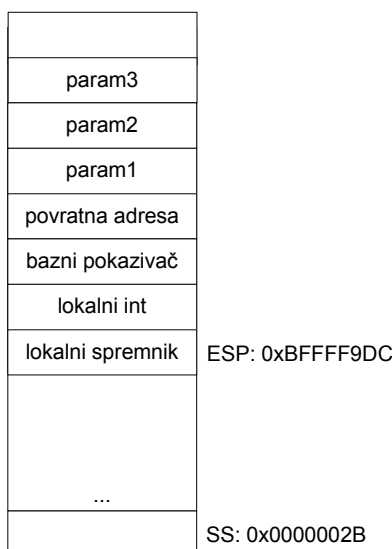 param3
param2
param1
povratna adresa
bazni pokazivač
lokalni int
lokalni spremnik ESP: 0xBFFFF9DC
...
SS: 0x0000002B